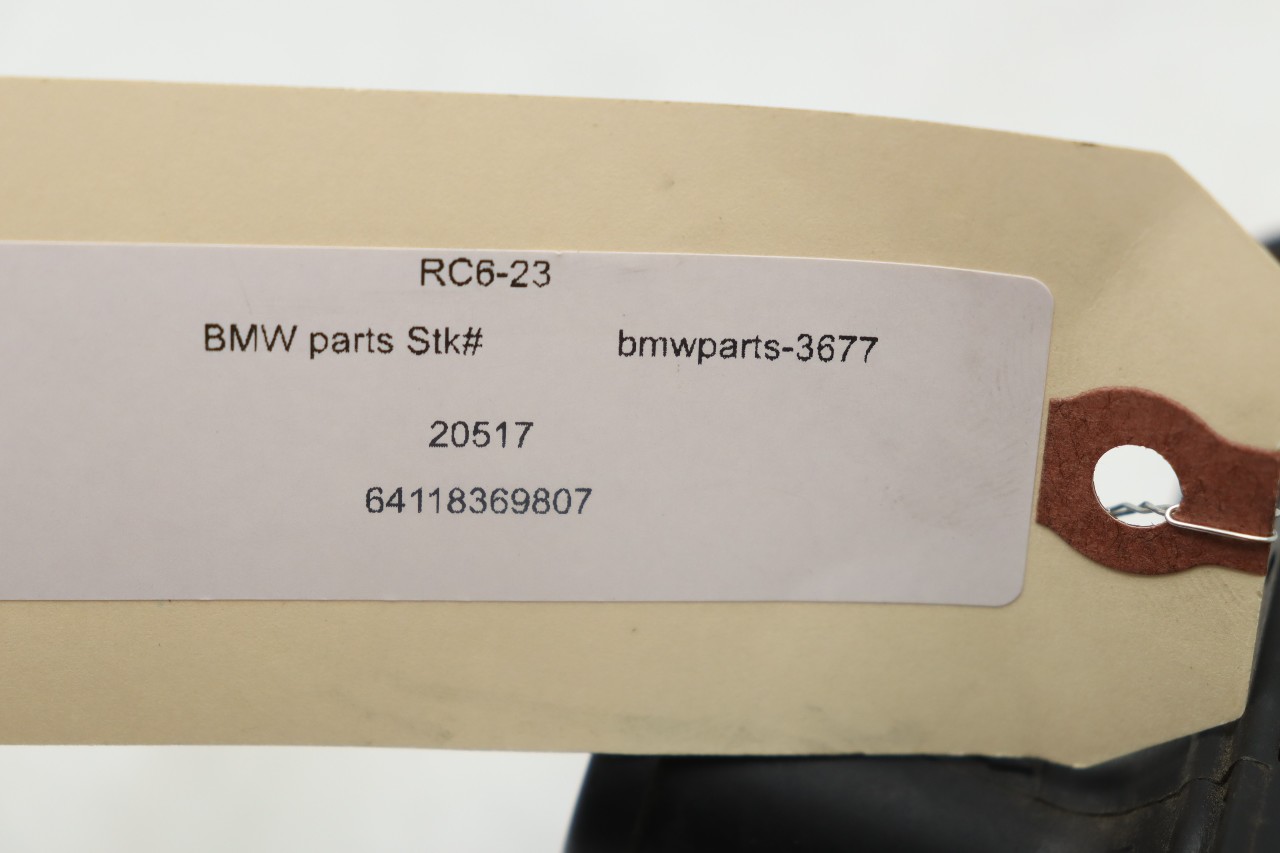 RC6-23
BMW parts Stk# bmwparts-3677
20517
64118369807